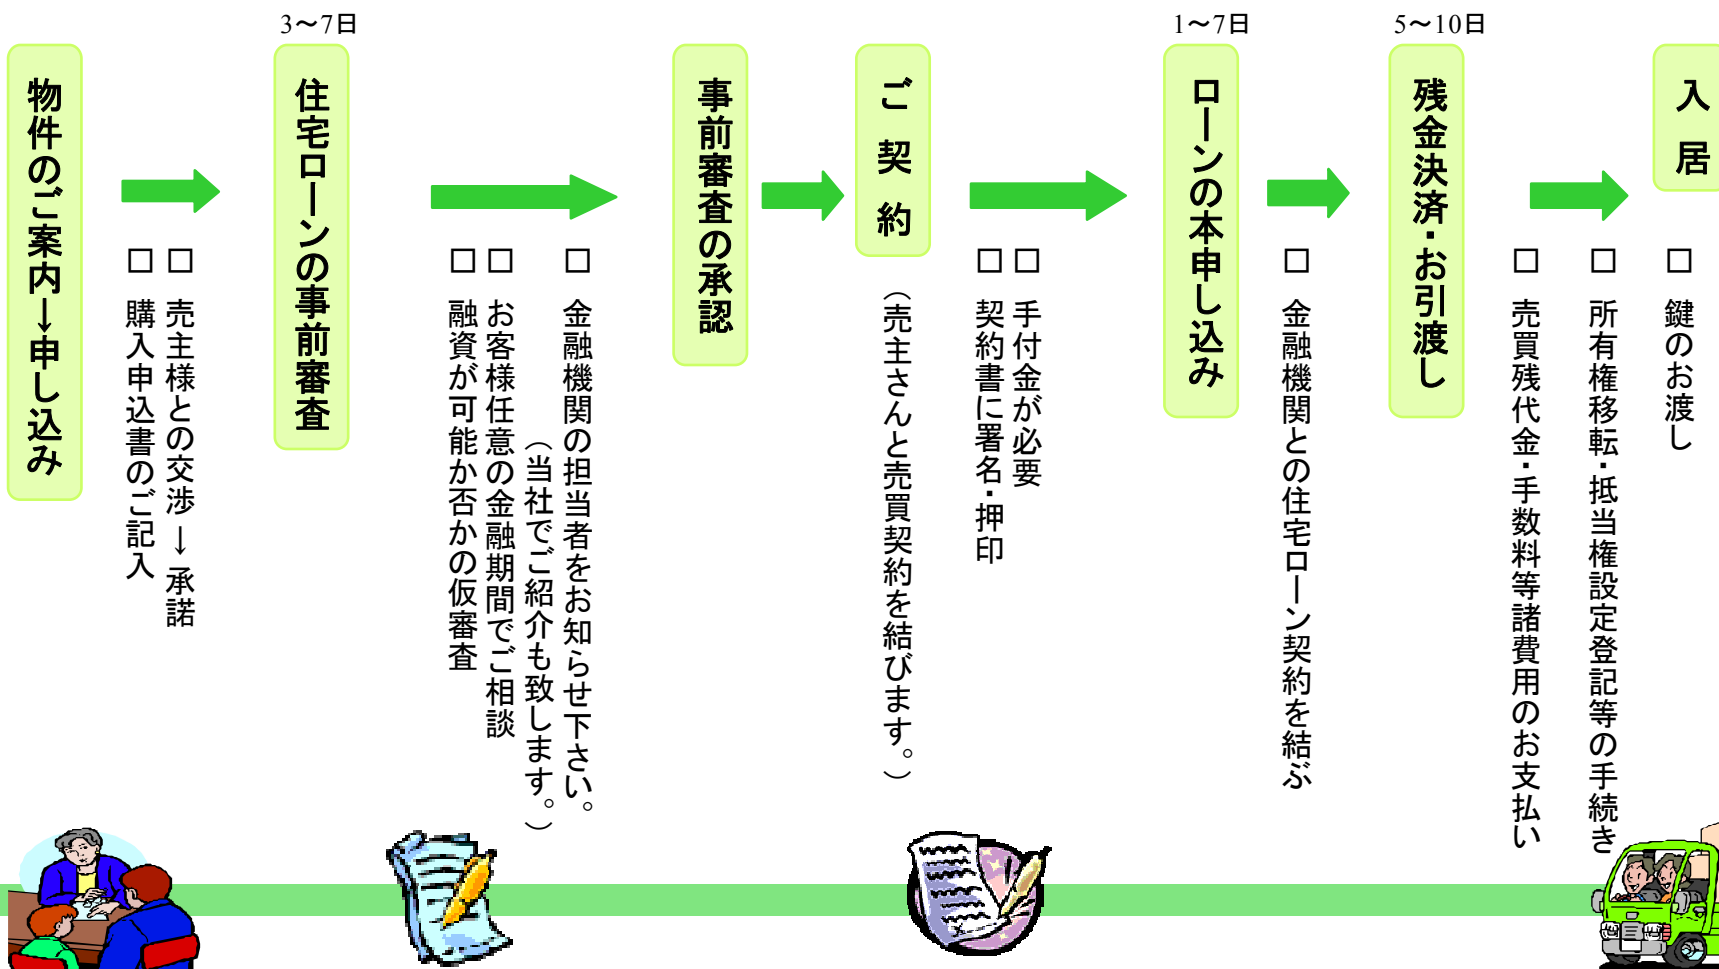 物件のご案内→申し込み
□ 購入申込書のご記入
□ 売主様との交渉→承諾
3～7日
住宅ローンの事前審査
□ 融資が可能か否かの仮審査
□ お客様任意の金融期間でご相談
（当社でご紹介も致します。）
□ 金融機関の担当者をお知らせ下さい。
事前審査の承認
ご契約
（売主さんと売買契約を結びます。）
□ 契約書に署名・押印
□ 手付金が必要
1～7日
ローンの本申し込み
□ 金融機関との住宅ローン契約を結ぶ
5～10日
残金決済・お引渡し
□ 売買残代金・手数料等諸費用のお支払い
□ 所有権移転・抵当権設定登記等の手続き
入居
□ 鍵のお渡し